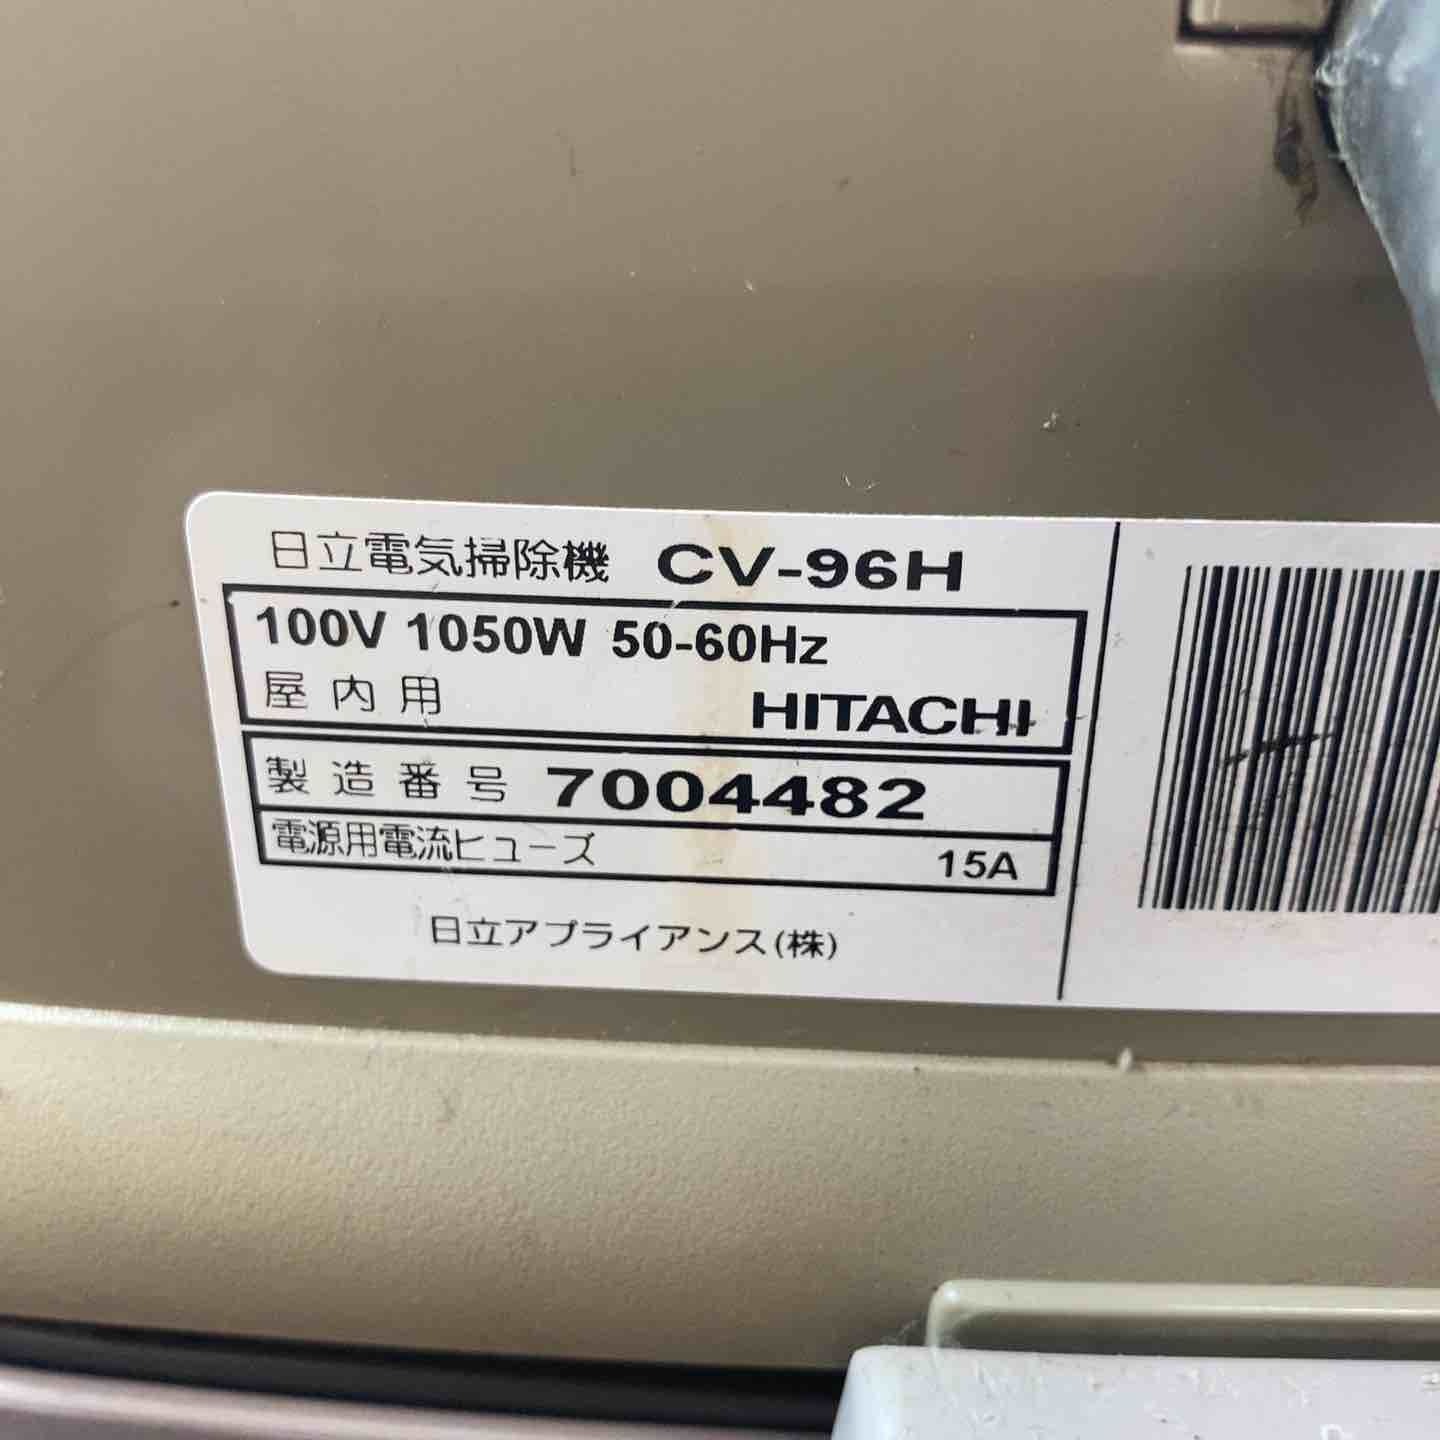 日立電気掃除機 CV-96H
100V 1050W 50-60Hz
屋内用 HITACHI
製造番号 7004482
電源用電流ヒューズ 15A
日立アプライアンス(株)